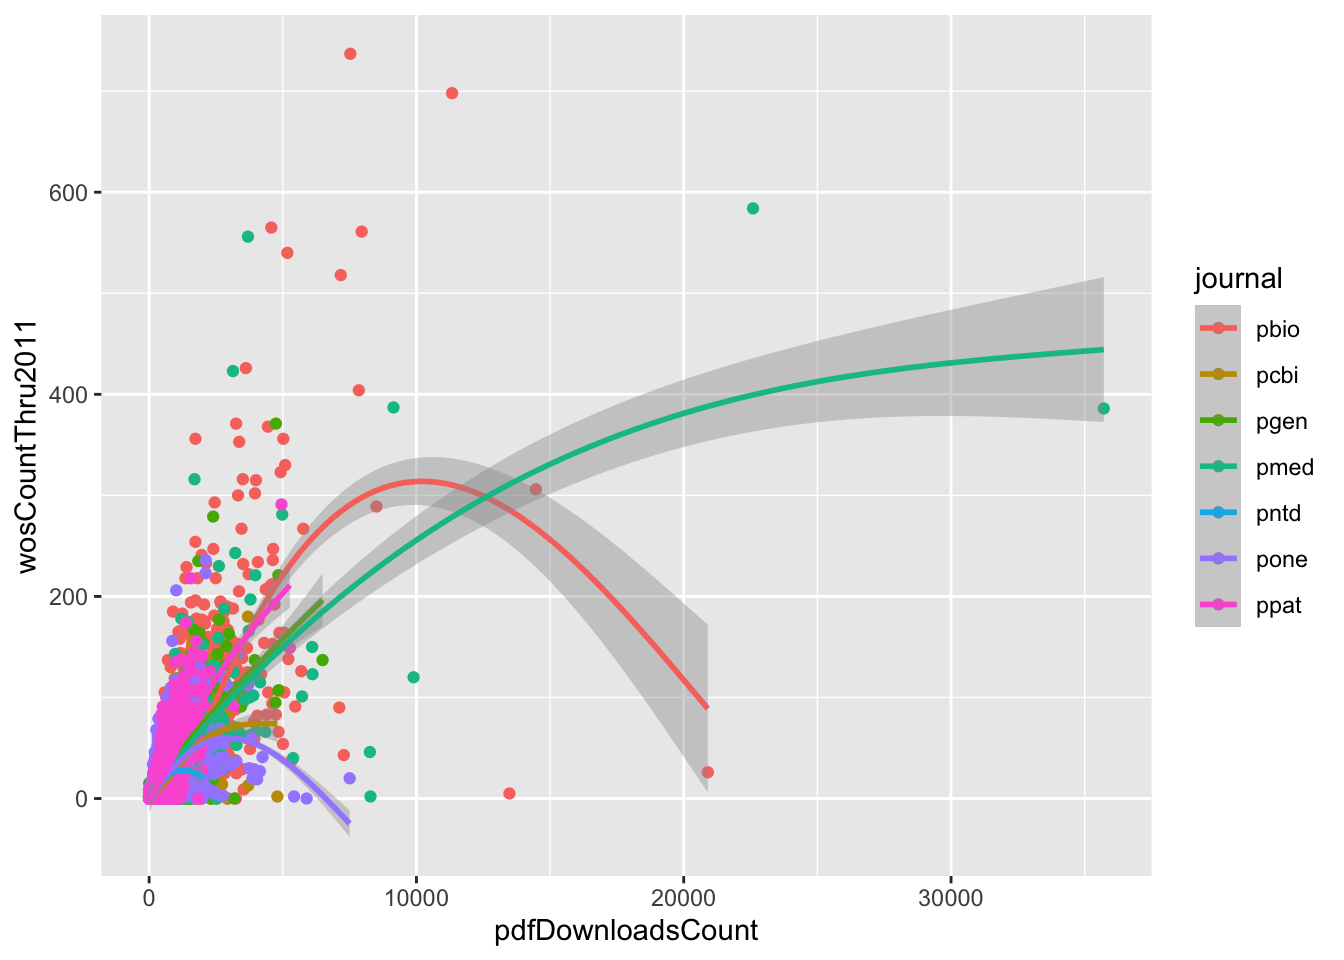 wosCountThru2011
600
400
200
0
0
10000
20000
30000
pdfDownloadsCount
journal
pbio
pcbi
pgen
pmed
pntd
pone
ppat